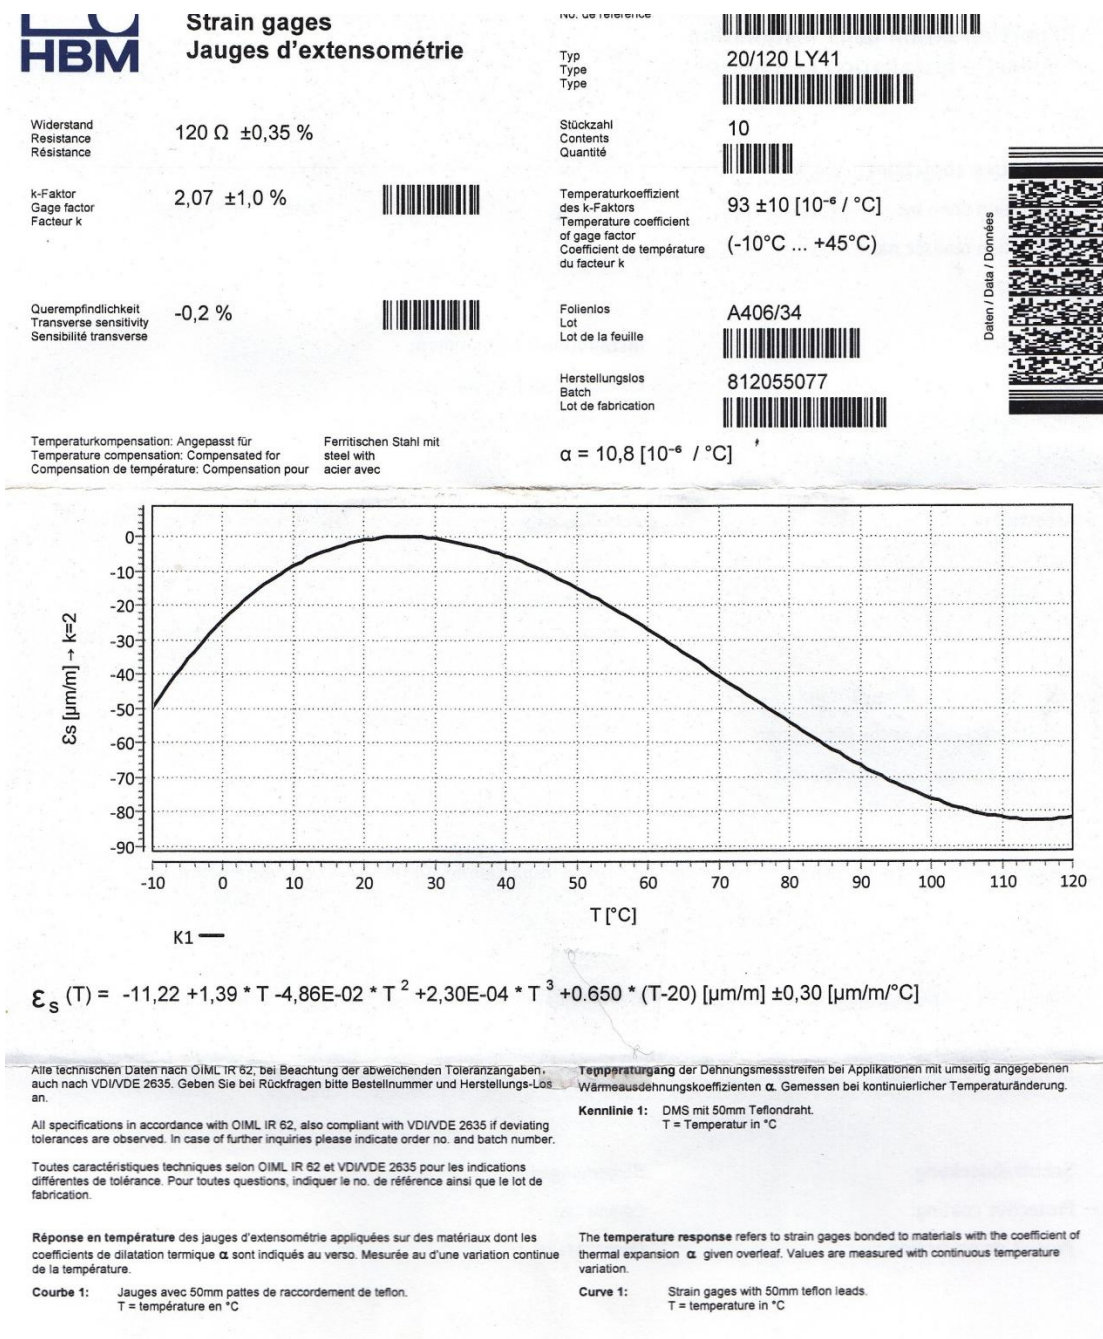 HBM
Strain gages
Jauges d'extensométrie
No. de référence
Typ
Type
Type
20/120 LY41
Widerstand
Resistance
Résistance
120 Ω ±0,35 %
Stückzahl
Contents
Quantité
10
k-Faktor
Gage factor
Facteur k
2,07 ±1,0 %
Temperaturkoeffizient
des k-Faktors
Temperature coefficient
of gage factor
Coefficient de température
du facteur k
93 ±10 [10⁻⁶ / °C]
(-10°C ... +45°C)
Daten / Data / Données
Querempfindlichkeit
Transverse sensitivity
Sensibilité transverse
-0,2 %
Folienlos
Lot
Lot de la feuille
A406/34
Herstellungslos
Batch
Lot de fabrication
812055077
Temperaturkompensation: Angepasst für
Temperature compensation: Compensated for
Compensation de température: Compensation pour
Ferritischen Stahl mit
steel with
acier avec
α = 10,8 [10⁻⁶ / °C]
εs [µm/m] → k=2
0
-10
-20
-30
-40
-50
-60
-70
-80
-90
-10 0 10 20 30 40 50 60 70 80 90 100 110 120
T [°C]
K1
εs (T) = -11,22 +1,39 * T -4,86E-02 * T ² +2,30E-04 * T ³ +0.650 * (T-20) [µm/m] ±0,30 [µm/m/°C]
Alle technischen Daten nach OIML IR 62, bei Beachtung der abweichenden Toleranzangaben,
auch nach VDI/VDE 2635. Geben Sie bei Rückfragen bitte Bestellnummer und Herstellungs-Los
an.
All specifications in accordance with OIML IR 62, also compliant with VDI/VDE 2635 if deviating
tolerances are observed. In case of further inquiries please indicate order no. and batch number.
Toutes caractéristiques techniques selon OIML IR 62 et VDI/VDE 2635 pour les indications
différentes de tolérance. Pour toutes questions, indiquer le no. de référence ainsi que le lot de
fabrication.
Temperaturgang der Dehnungsmessstreifen bei Applikationen mit umseitig angegebenen
Wärmeausdehnungskoeffizienten α. Gemessen bei kontinuierlicher Temperaturänderung.
Kennlinie 1: DMS mit 50mm Teflondraht.
T = Temperatur in °C
Réponse en température des jauges d'extensométrie appliquées sur des matériaux dont les
coefficients de dilatation termique α sont indiqués au verso. Mesurée au d'une variation continue
de la température.
Courbe 1: Jauges avec 50mm pattes de raccordement de teflon.
T = température en °C
The temperature response refers to strain gages bonded to materials with the coefficient of
thermal expansion α given overleaf. Values are measured with continuous temperature
variation.
Curve 1: Strain gages with 50mm teflon leads.
T = temperature in °C